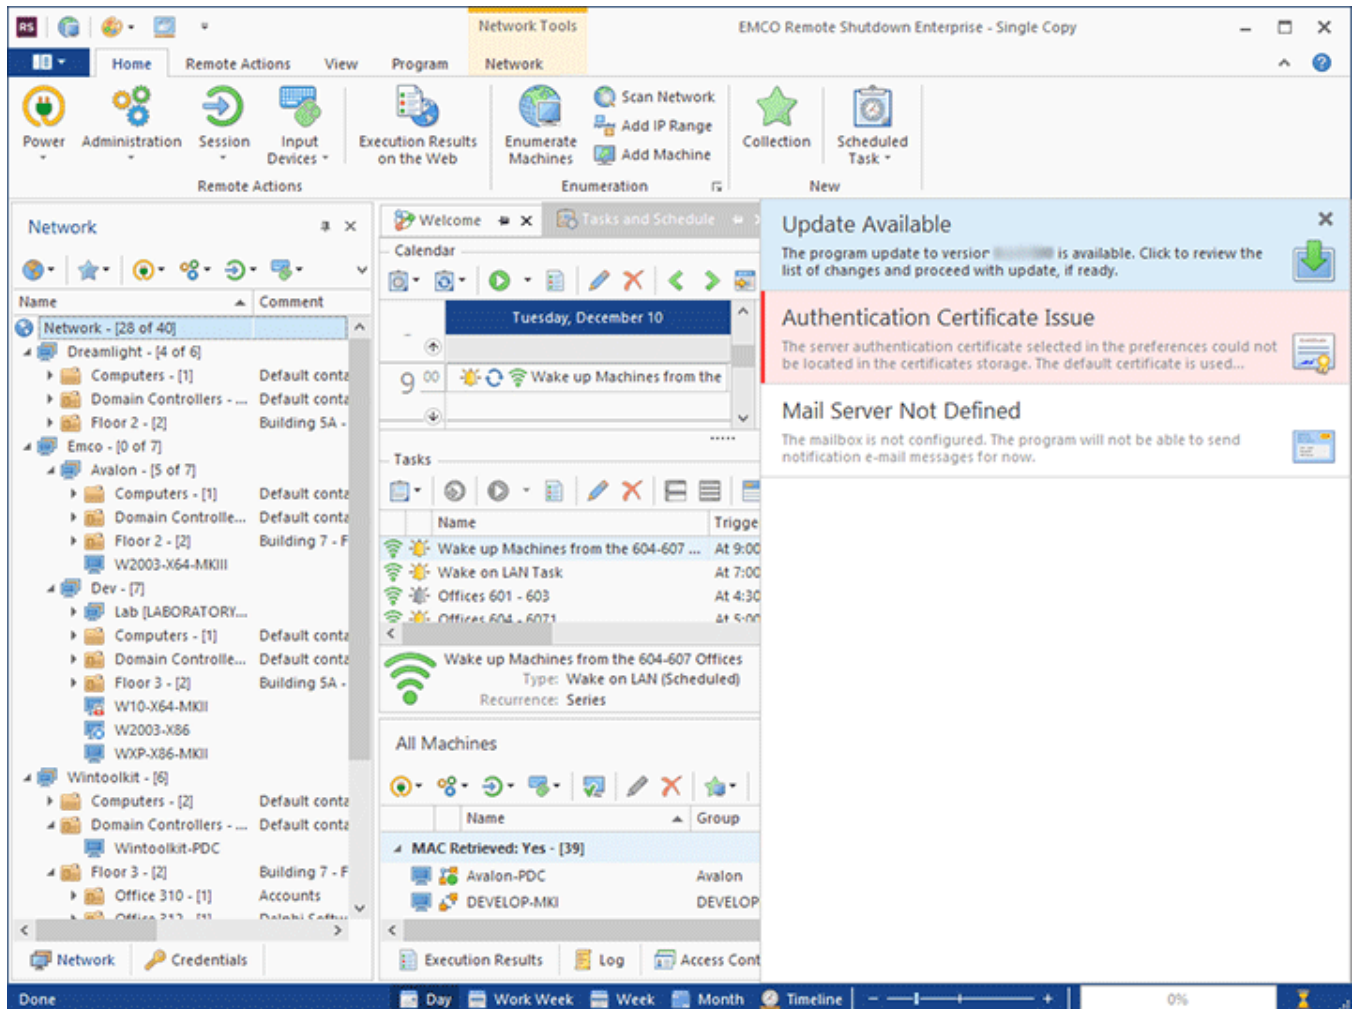 RS
Network Tools
EMCO Remote Shutdown Enterprise - Single Copy
Home
Remote Actions
View
Program
Network
Power
Administration
Session
Input
Devices
Execution Results
on the Web
Enumerate
Machines
Scan Network
Add IP Range
Add Machine
Collection
Scheduled
Task
Remote Actions
Enumeration
New
Network
Name
Comment
Network - [28 of 40]
Dreamlight - [4 of 6]
Computers - [1] Default conta
Domain Controllers - ... Default conta
Floor 2 - [2] Building 5A -
Emco - [0 of 7]
Avalon - [5 of 7]
Computers - [1] Default conta
Domain Controlle... Default conta
Floor 2 - [2] Building 7 - F
W2003-X64-MKIII
Dev - [7]
Lab [LABORATORY...
Computers - [1] Default conta
Domain Controlle... Default conta
Floor 3 - [2] Building 5A -
W10-X64-MKII
W2003-X86
WXP-X86-MKII
Wintoolkit - [6]
Computers - [2] Default conta
Domain Controllers - ... Default conta
Wintoolkit-PDC
Floor 3 - [2] Building 7 - F
Office 310 - [1] Accounts
Office 312 - [1] Delphi Softw
Network
Credentials
Welcome
Tasks and Schedule
Calendar
Tuesday, December 10
9 00
Wake up Machines from the
Tasks
Name Trigge
Wake up Machines from the 604-607 ... At 9:00
Wake on LAN Task At 7:00
Offices 601 - 603 At 4:30
Offices 604 - 6071 At 5:00
Wake up Machines from the 604-607 Offices
Type: Wake on LAN (Scheduled)
Recurrence: Series
All Machines
Name Group
MAC Retrieved: Yes - [39]
Avalon-PDC Avalon
DEVELOP-MKI DEVELOP
Execution Results
Log
Access Cont
Update Available
The program update to version is available. Click to review the
list of changes and proceed with update, if ready.
Authentication Certificate Issue
The server authentication certificate selected in the preferences could not
be located in the certificates storage. The default certificate is used...
Mail Server Not Defined
The mailbox is not configured. The program will not be able to send
notification e-mail messages for now.
Done
Day
Work Week
Week
Month
Timeline
0%